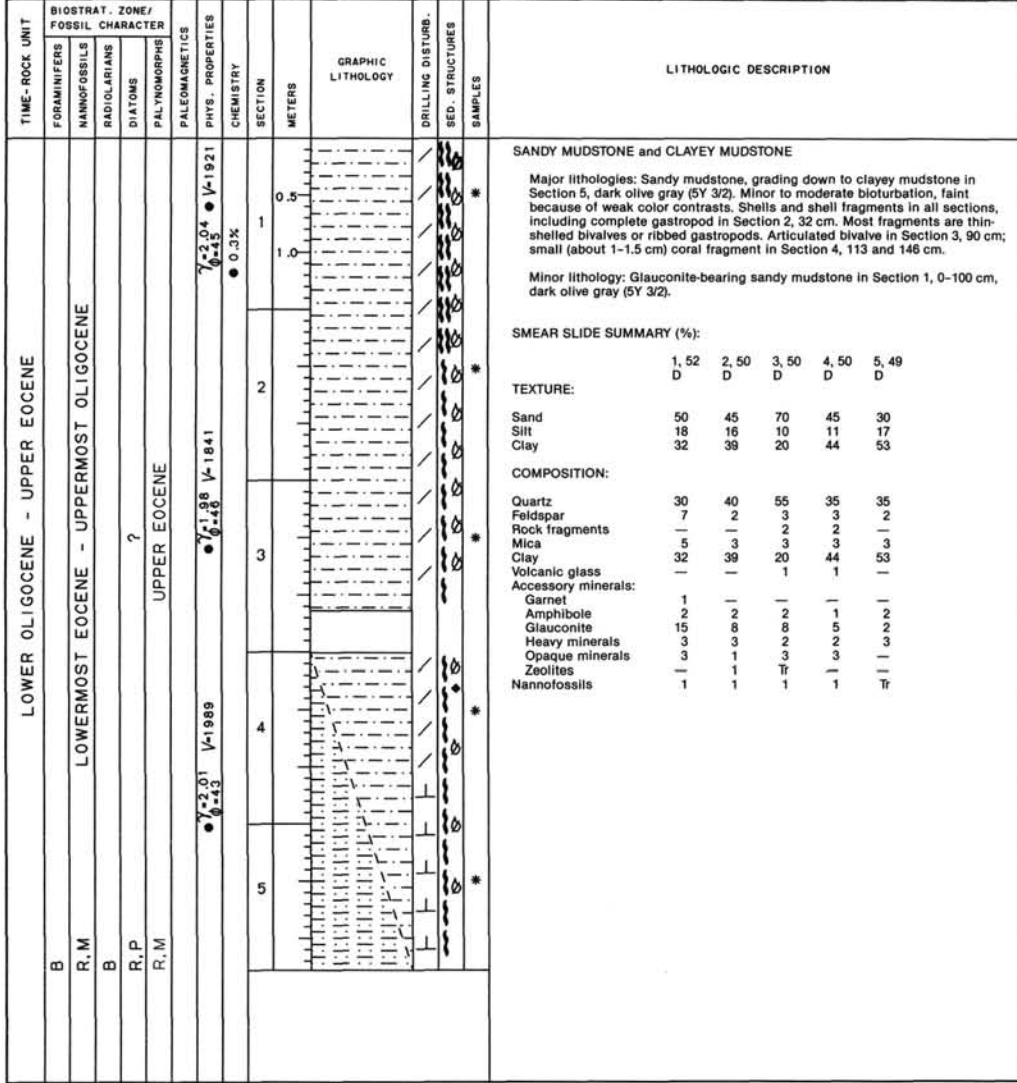 TIME-ROCK UNIT
BIOSTRAT. ZONE/
FOSSIL CHARACTER
FORAMINIFERS
NANNOFOSSILS
RADIOLARIANS
DIATOMS
PALYNOMORPHS
PALEOMAGNETICS
PHYS. PROPERTIES
CHEMISTRY
SECTION
METERS
GRAPHIC
LITHOLOGY
DRILLING DISTURB.
SED. STRUCTURES
SAMPLES
LITHOLOGIC DESCRIPTION
LOWER OLIGOCENE - UPPER EOCENE
B
R,M LOWERMOST EOCENE - UPPERMOST OLIGOCENE
B
R,P ?
R,M UPPER EOCENE
● V-1921
γ=2.04
φ=45
● 0.3%
V-1841
●γ=1.98
φ=46
V-1989
●γ=2.01
φ=43
1
0.5
1.0
2
3
4
5
*
*
*
*
*
SANDY MUDSTONE and CLAYEY MUDSTONE
Major lithologies: Sandy mudstone, grading down to clayey mudstone in
Section 5, dark olive gray (5Y 3/2). Minor to moderate bioturbation, faint
because of weak color contrasts. Shells and shell fragments in all sections,
including complete gastropod in Section 2, 32 cm. Most fragments are thin-
shelled bivalves or ribbed gastropods. Articulated bivalve in Section 3, 90 cm;
small (about 1–1.5 cm) coral fragment in Section 4, 113 and 146 cm.
Minor lithology: Glauconite-bearing sandy mudstone in Section 1, 0–100 cm,
dark olive gray (5Y 3/2).
SMEAR SLIDE SUMMARY (%):
1, 52 2, 50 3, 50 4, 50 5, 49
D D D D D
TEXTURE:
Sand 50 45 70 45 30
Silt 18 16 10 11 17
Clay 32 39 20 44 53
COMPOSITION:
Quartz 30 40 55 35 35
Feldspar 7 2 3 3 2
Rock fragments — — 2 2 —
Mica 5 3 3 3 3
Clay 32 39 20 44 53
Volcanic glass — — 1 1 —
Accessory minerals:
Garnet 1 — — — —
Amphibole 2 2 2 1 2
Glauconite 15 8 8 5 2
Heavy minerals 3 3 2 2 3
Opaque minerals 3 1 3 3 —
Zeolites — 1 Tr — —
Nannofossils 1 1 1 1 Tr